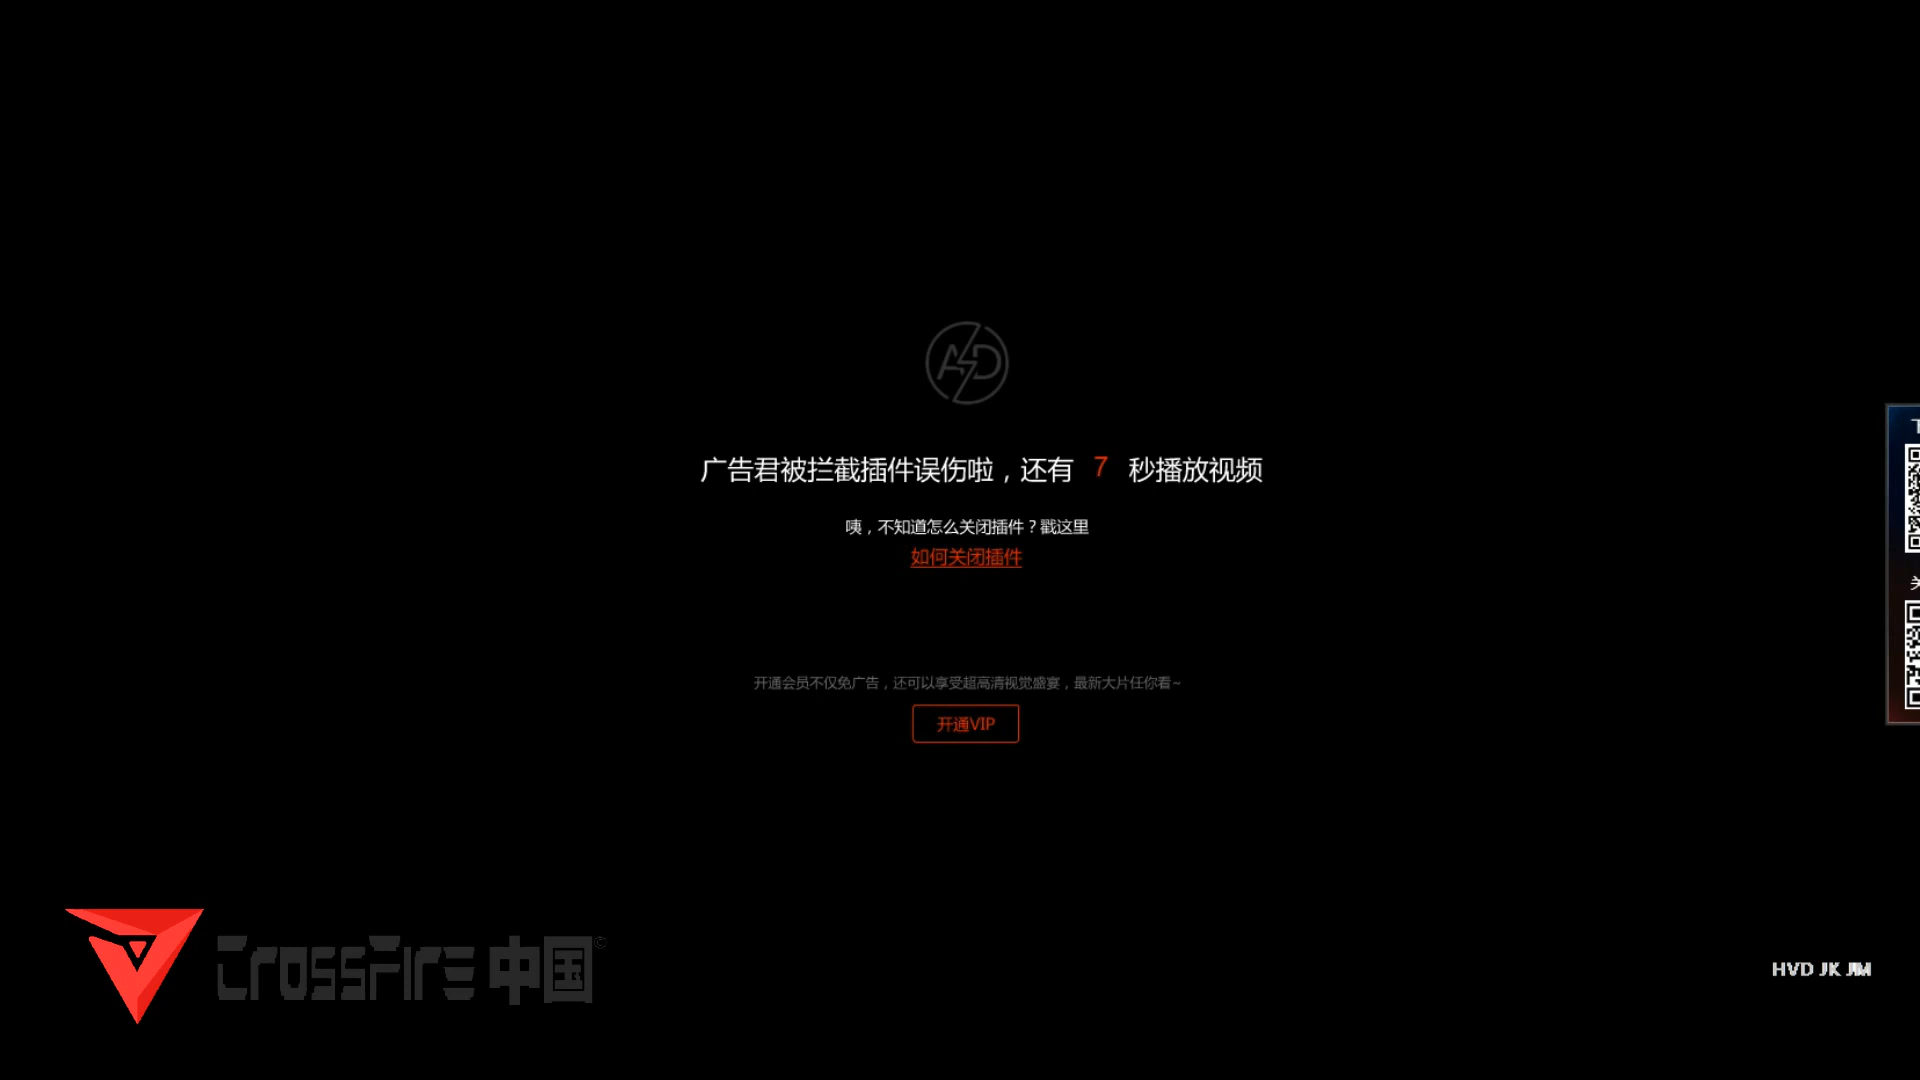 AD
广告君被拦截插件误伤啦，还有 7 秒播放视频
咦，不知道怎么关闭插件？戳这里
如何关闭插件
开通会员不仅免广告，还可以享受超高清视觉盛宴，最新大片任你看~
开通VIP
CrossFire 中国©
HVD JK